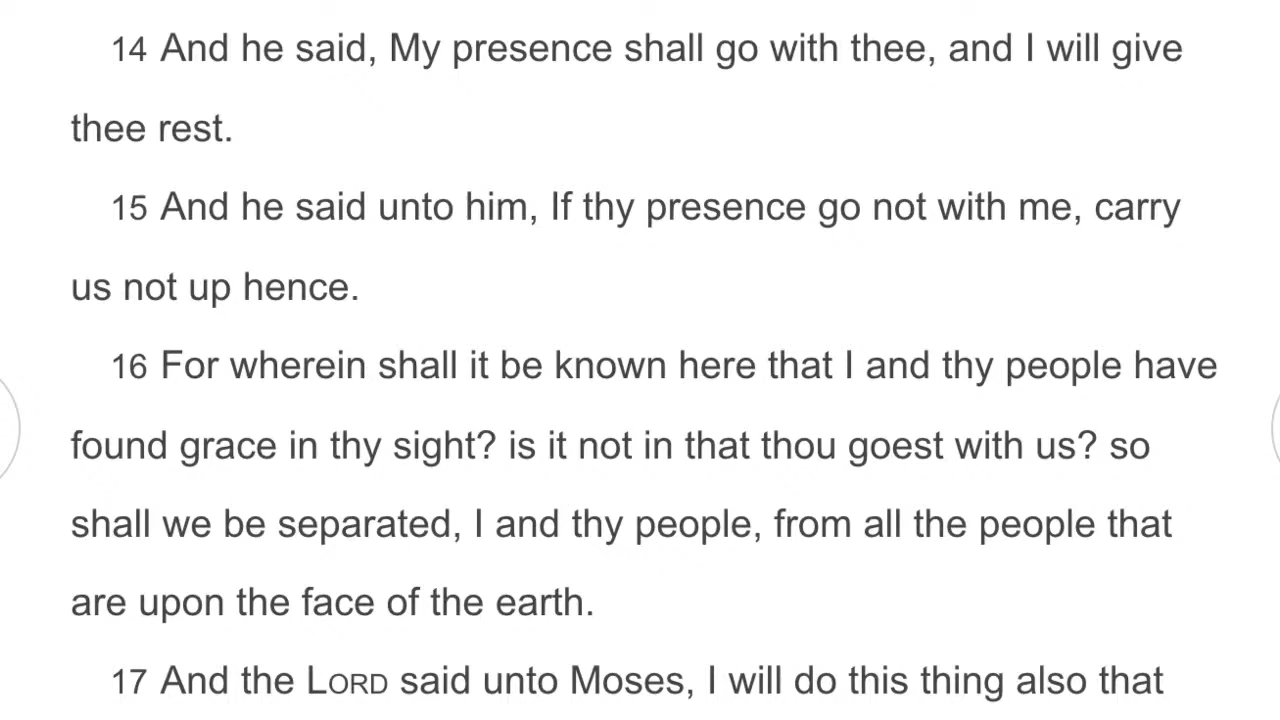 14 And he said, My presence shall go with thee, and I will give
thee rest.
15 And he said unto him, If thy presence go not with me, carry
us not up hence.
16 For wherein shall it be known here that I and thy people have
found grace in thy sight? is it not in that thou goest with us? so
shall we be separated, I and thy people, from all the people that
are upon the face of the earth.
17 And the LORD said unto Moses, I will do this thing also that